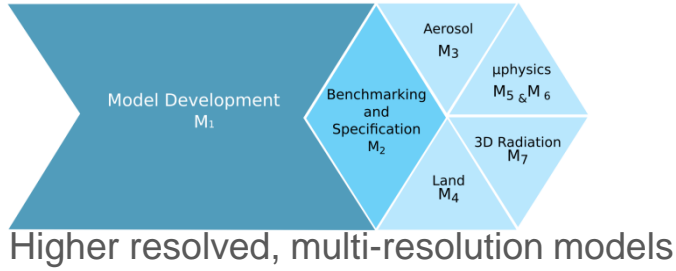 Model Development
M₁
Benchmarking
and
Specification
M₂
Aerosol
M₃
μphysics
M₅ & M ₆
3D Radiation
M₇
Land
M₄
Higher resolved, multi-resolution models